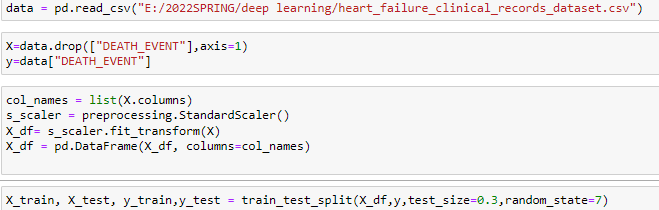 data = pd.read_csv("E:/2022SPRING/deep learning/heart_failure_clinical_records_dataset.csv")
X=data.drop(["DEATH_EVENT"],axis=1)
y=data["DEATH_EVENT"]
col_names = list(X.columns)
s_scaler = preprocessing.StandardScaler()
X_df= s_scaler.fit_transform(X)
X_df = pd.DataFrame(X_df, columns=col_names)
X_train, X_test, y_train,y_test = train_test_split(X_df,y,test_size=0.3,random_state=7)